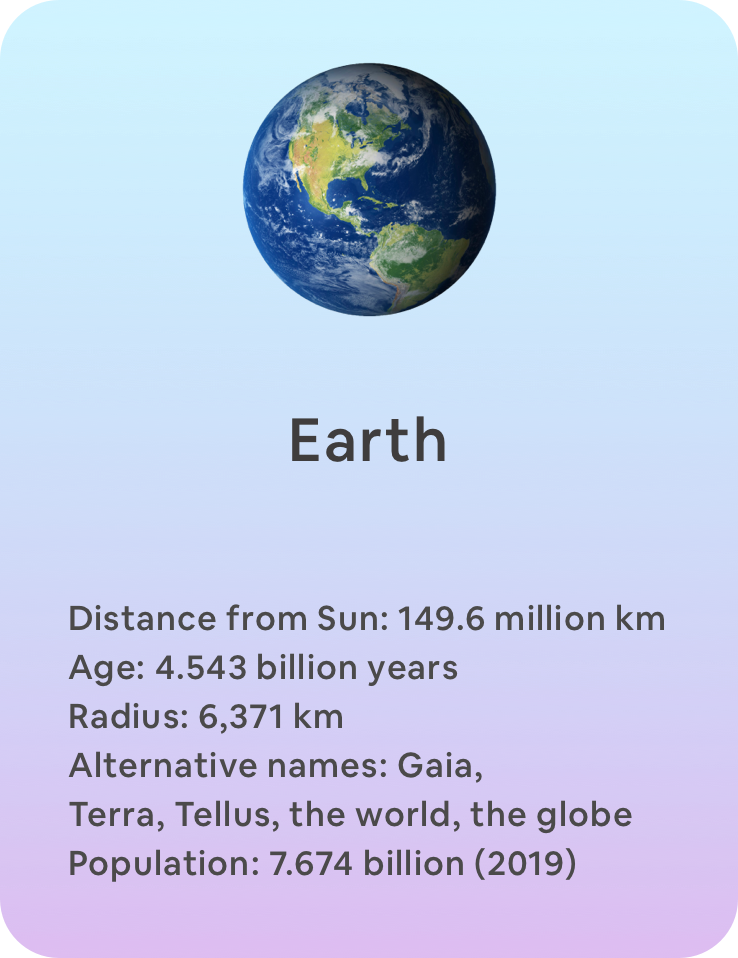 Earth
Distance from Sun: 149.6 million km
Age: 4.543 billion years
Radius: 6,371 km
Alternative names: Gaia,
Terra, Tellus, the world, the globe
Population: 7.674 billion (2019)